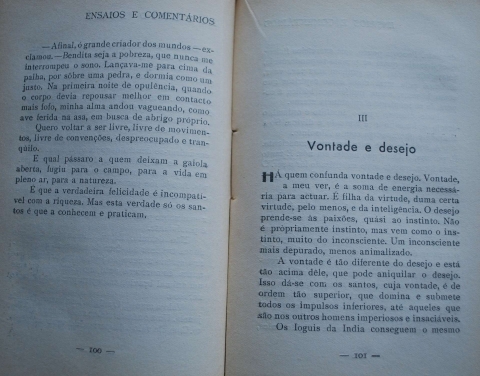 ENSAIOS E COMENTÁRIOS
—Afinal, ó grande criador dos mundos — ex-
clamou. — Bendita seja a pobreza, que nunca me
interrompeu o sono. Lançava-me para cima da
palha, por sôbre uma pedra, e dormia como um
justo. Na primeira noite de opulência, quando
o corpo devia repousar melhor em contacto
mais fofo, minha alma andou vagueando, como
ave ferida na asa, em busca de abrigo próprio.
Quero voltar a ser livre, livre de movimen-
tos, livre de convenções, despreocupado e tran-
qüilo.
E qual pássaro a quem deixam a gaiola
aberta, fugiu para o campo, para a vida em
pleno ar, para a natureza.
É que a verdadeira felicidade é incompatí-
vel com a riqueza. Mas esta verdade só os san-
tos é que a conhecem e praticam.
— 100 —
III
Vontade e desejo
HÁ quem confunda vontade e desejo. Vontade,
a meu ver, é a soma de energia necessá-
ria para actuar. É filha da virtude, duma certa
virtude, pelo menos, e da inteligência. O desejo
prende-se às paixões, quási ao instinto. Não
é pròpriamente instinto, mas vem como o ins-
tinto, muito do inconsciente. Um inconsciente
mais depurado, menos animalizado.
A vontade é tão diferente do desejo e está
tão acima dêle, que pode aniquilar o desejo.
Isso dá-se com os santos, cuja vontade, é de
ordem tão superior, que domina e submete
todos os impulsos inferiores, até aqueles que
são nos outros homens imperiosos e insaciáveis.
Os Ioguis da India conseguem o mesmo
— 101 —